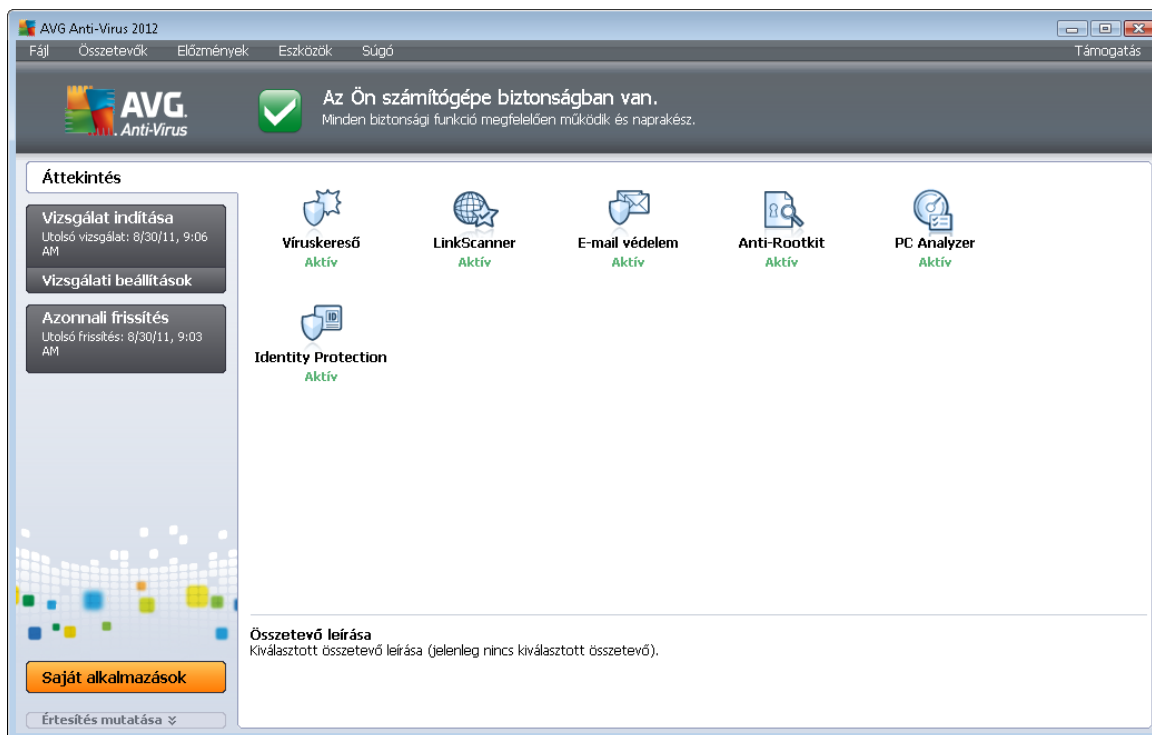 AVG Anti-Virus 2012
Fájl Összetevők Előzmények Eszközök Súgó Támogatás
AVG.
Anti-Virus
Az Ön számítógépe biztonságban van.
Minden biztonsági funkció megfelelően működik és naprakész.
Áttekintés
Vizsgálat indítása
Utolsó vizsgálat: 8/30/11, 9:06
AM
Vizsgálati beállítások
Azonnali frissítés
Utolsó frissítés: 8/30/11, 9:03
AM
Víruskereső
Aktív
LinkScanner
Aktív
E-mail védelem
Aktív
Anti-Rootkit
Aktív
PC Analyzer
Aktív
ID
Identity Protection
Aktív
Összetevő leírása
Kiválasztott összetevő leírása (jelenleg nincs kiválasztott összetevő).
Saját alkalmazások
Értesítés mutatása